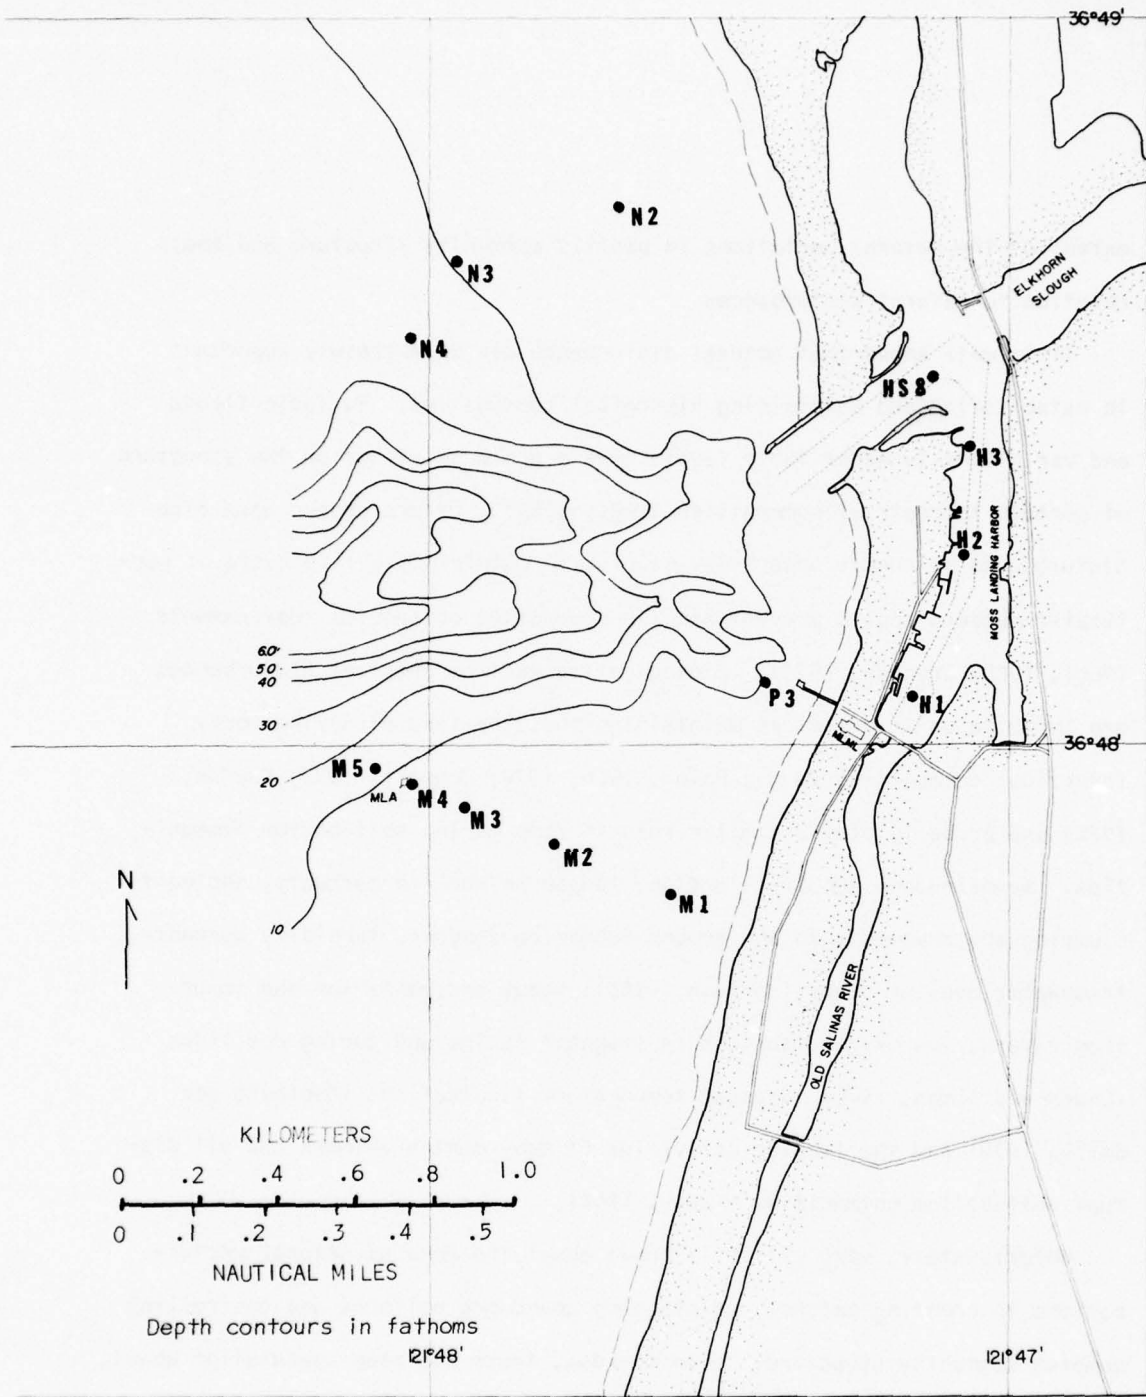 36°49'
N2
N3
ELKHORN
SLOUGH
N4
HS8
H3
H2
MOSS LANDING HARBOR
60
50
40
P3
H1
30
MLML
36°48'
M5
20
MLA
M4
M3
M2
N
M1
10
OLD SALINAS RIVER
KILOMETERS
0 .2 .4 .6 .8 1.0
0 .1 .2 .3 .4 .5
NAUTICAL MILES
Depth contours in fathoms
121°48'
121°47'